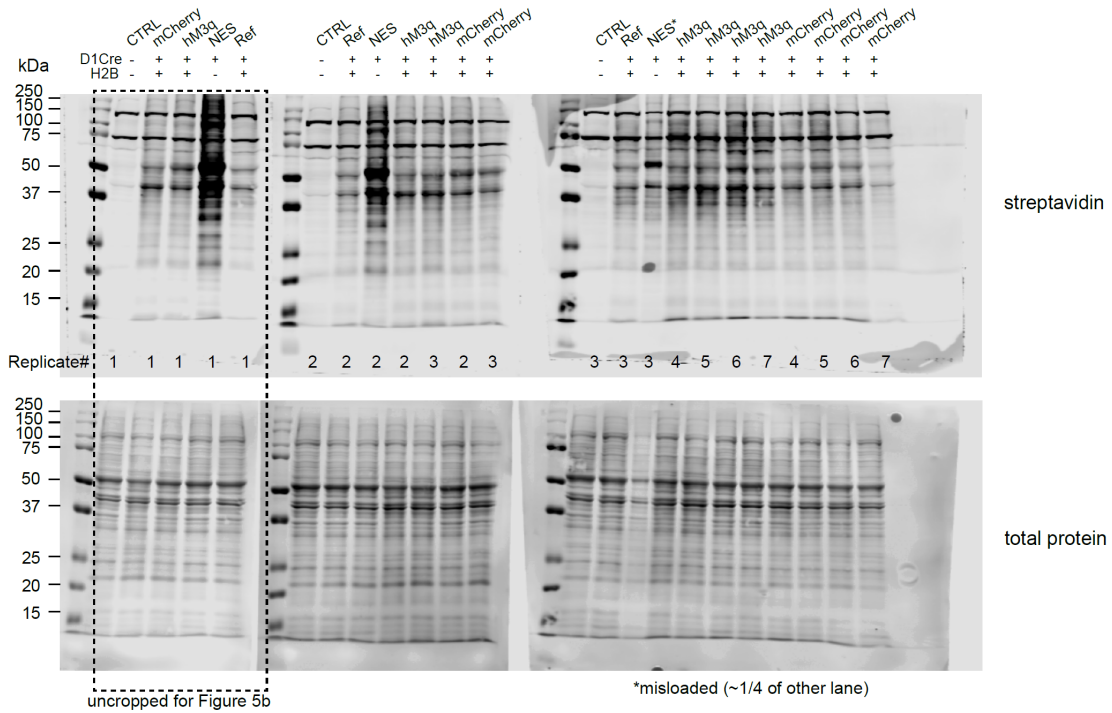 CTRL mCherry hM3q NES Ref CTRL Ref NES hM3q hM3q mCherry mCherry CTRL Ref NES* hM3q hM3q hM3q hM3q mCherry mCherry mCherry mCherry
D1Cre - + + + + - + + + + + + - + + + + + + + + + +
H2B - + + - + - + - + + + + - + - + + + + + + + +
kDa
250
150
100
75
50
37
25
20
15
streptavidin
Replicate# 1 1 1 1 1 2 2 2 2 3 2 3 3 3 3 4 5 6 7 4 5 6 7
250
150
100
75
50
37
25
20
15
total protein
uncropped for Figure 5b
*misloaded (~1/4 of other lane)